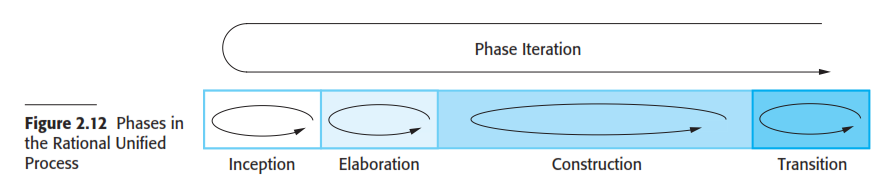 Phase Iteration
Figure 2.12 Phases in
the Rational Unified
Process
Inception Elaboration Construction Transition